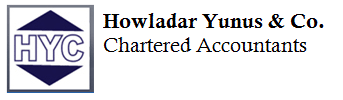 HYC
Howladar Yunus & Co.
Chartered Accountants